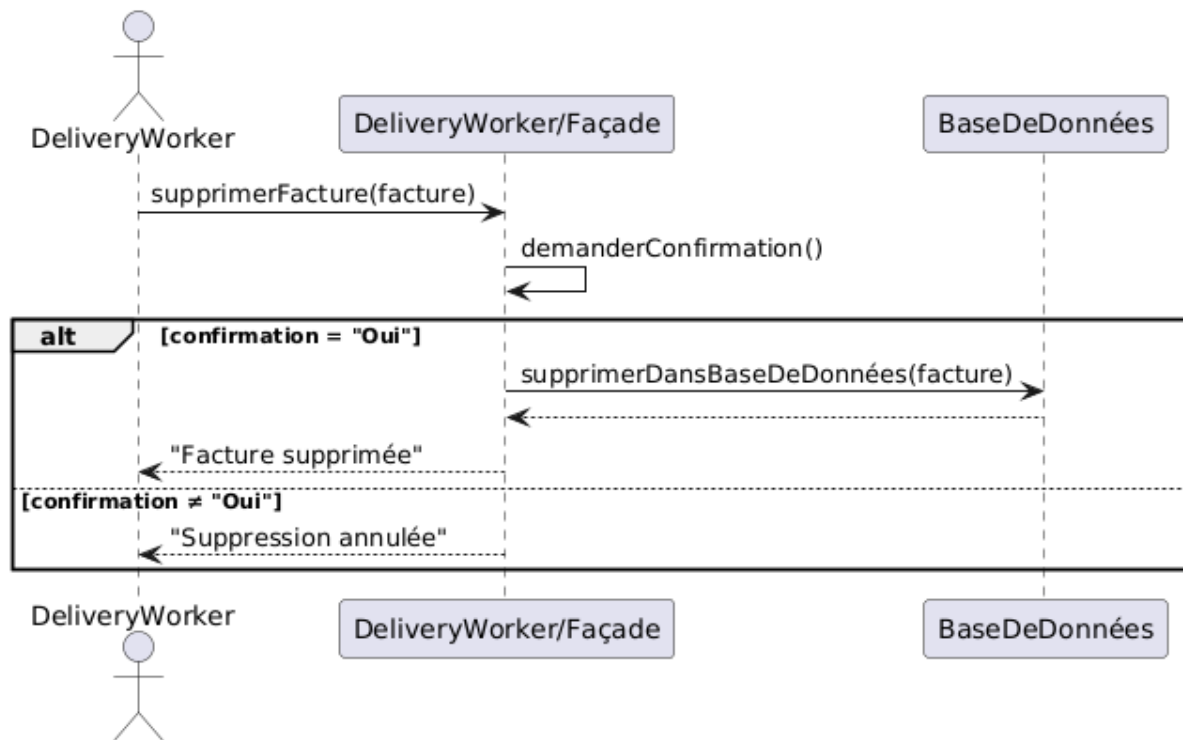 DeliveryWorker
DeliveryWorker/Façade
BaseDeDonnées
supprimerFacture(facture)
demanderConfirmation()
alt
[confirmation = "Oui"]
supprimerDansBaseDeDonnées(facture)
"Facture supprimée"
[confirmation ≠ "Oui"]
"Suppression annulée"
DeliveryWorker
DeliveryWorker/Façade
BaseDeDonnées